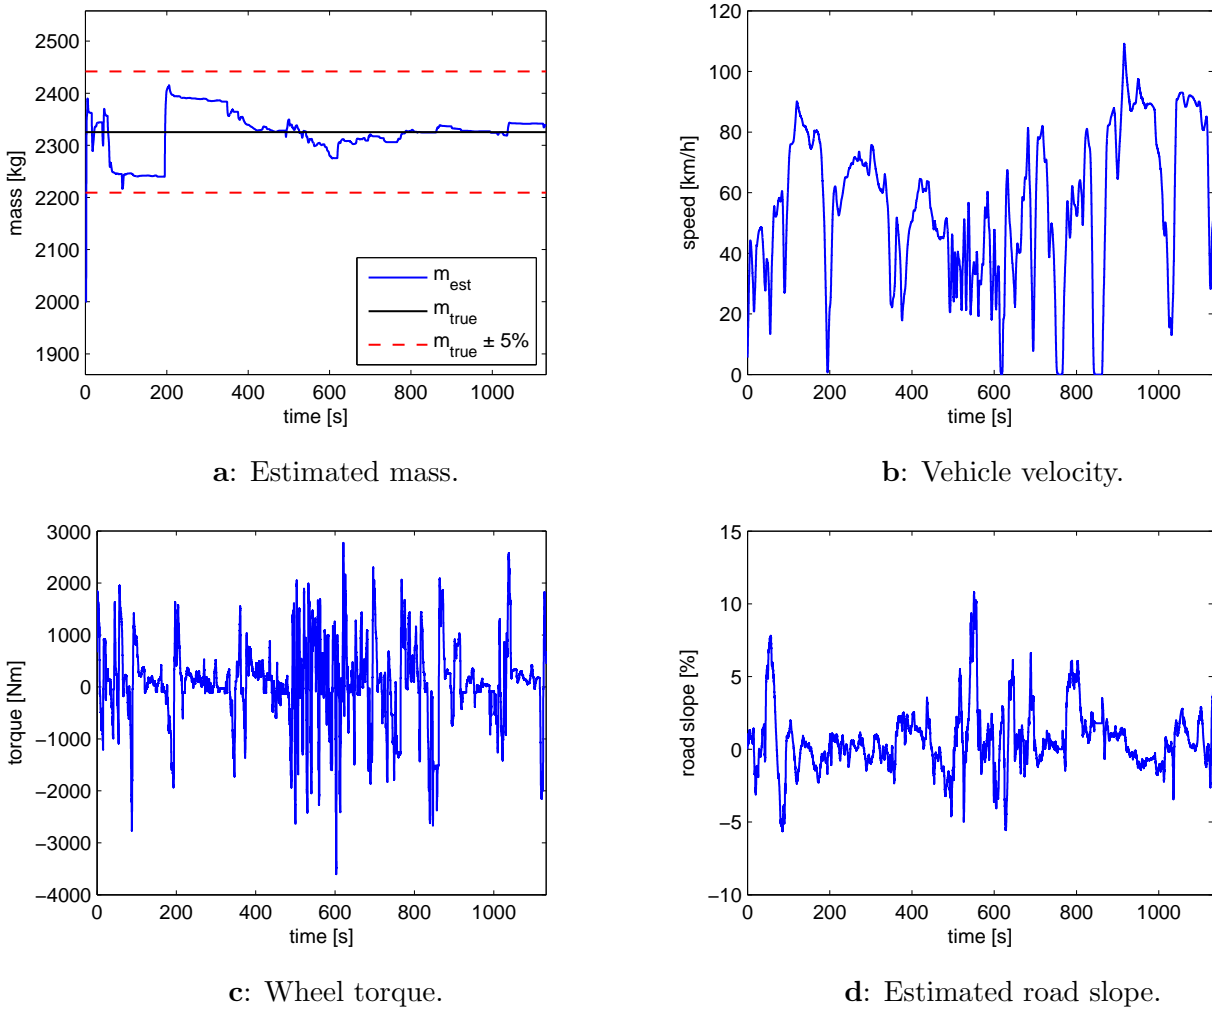 2500
2400
2300
2200
2100
2000
1900
mass [kg]
m_est
m_true
m_true ± 5%
0 200 400 600 800 1000
time [s]
a: Estimated mass.
120
100
80
60
40
20
0
speed [km/h]
0 200 400 600 800 1000
time [s]
b: Vehicle velocity.
3000
2000
1000
0
−1000
−2000
−3000
−4000
torque [Nm]
0 200 400 600 800 1000
time [s]
c: Wheel torque.
15
10
5
0
−5
−10
road slope [%]
0 200 400 600 800 1000
time [s]
d: Estimated road slope.